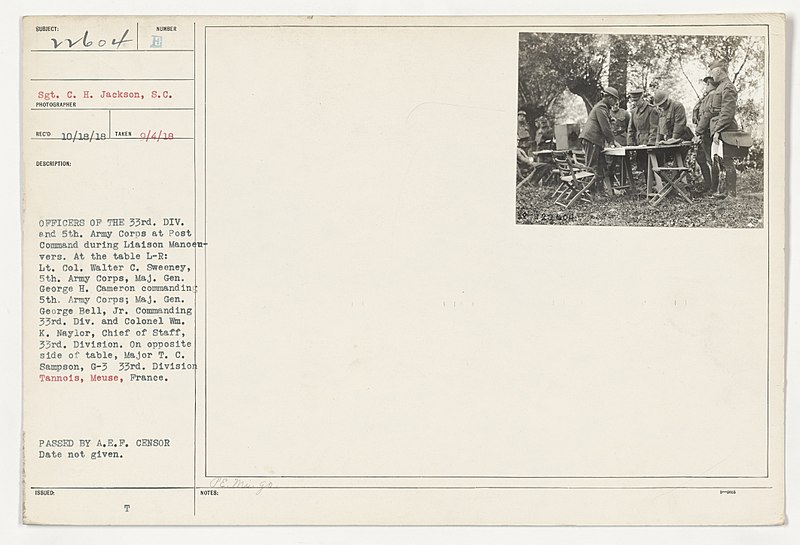 SUBJECT:
NUMBER
22604
E
Sgt. C. H. Jackson, S.C.
PHOTOGRAPHER
REC'D 10/18/18 TAKEN 9/4/18
DESCRIPTION:
OFFICERS OF THE 33rd. DIV.
and 5th. Army Corps at Post
Command during Liaison Manoeu-
vers. At the table L-R:
Lt. Col. Walter C. Sweeney,
5th. Army Corps, Maj. Gen.
George H. Cameron commanding
5th. Army Corps; Maj. Gen.
George Bell, Jr. Commanding
33rd. Div. and Colonel Wm.
K. Naylor, Chief of Staff,
33rd. Division. On opposite
side of table, Major T. C.
Sampson, G-3 33rd. Division
Tannois, Meuse, France.
PASSED BY A.E.F. CENSOR
Date not given.
ISSUED:
T
NOTES:
22604